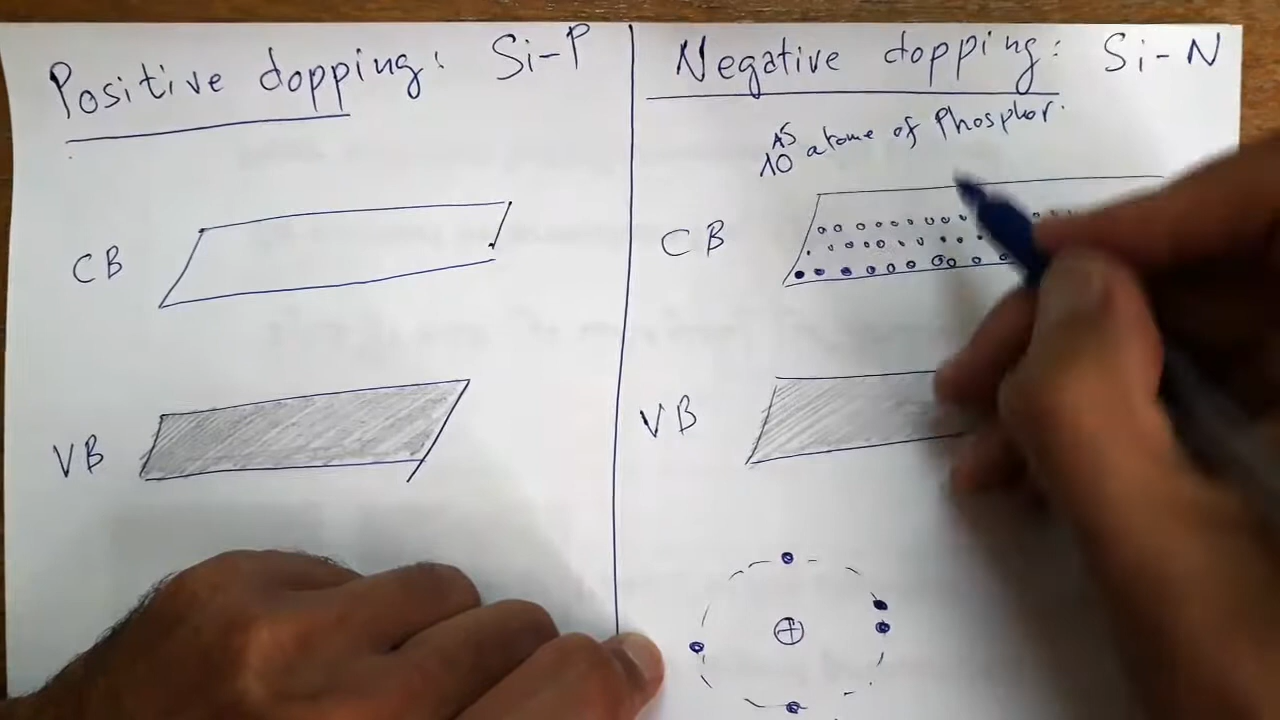 Positive dopping: Si-P
CB
VB
Negative dopping: Si-N
15
10 atome of Phosphor.
CB
VB
+